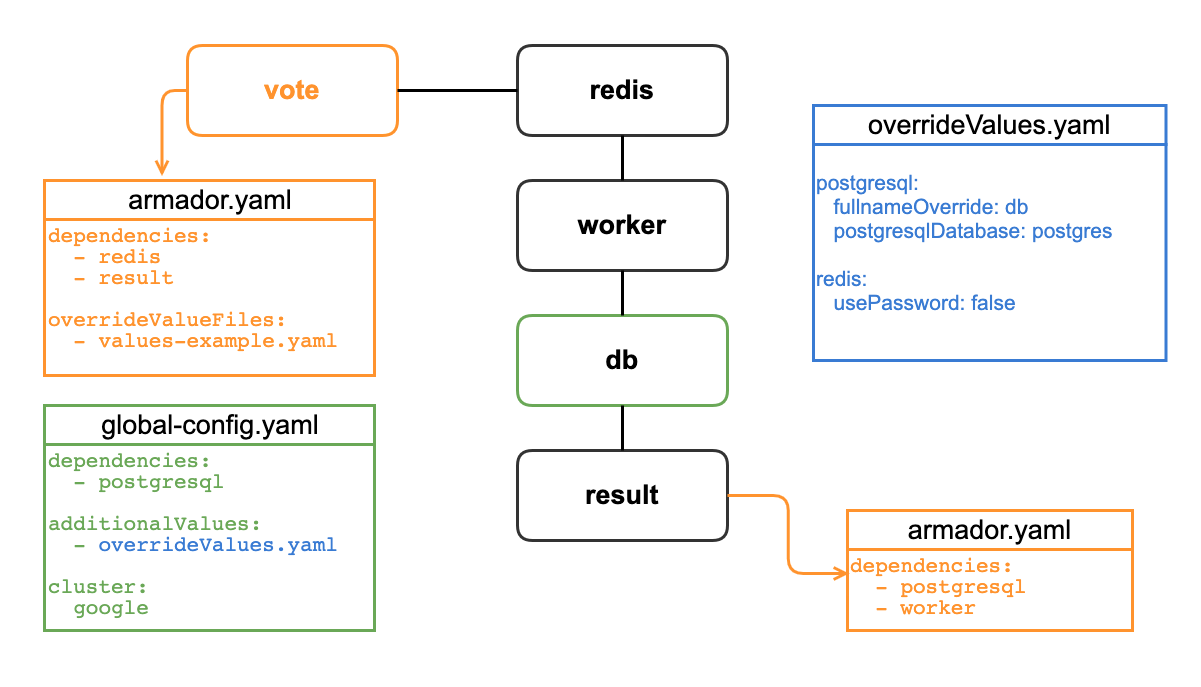 vote
redis
worker
db
result
armador.yaml
dependencies:
- redis
- result
overrideValueFiles:
- values-example.yaml
global-config.yaml
dependencies:
- postgresql
additionalValues:
- overrideValues.yaml
cluster:
google
overrideValues.yaml
postgresql:
fullnameOverride: db
postgresqlDatabase: postgres
redis:
usePassword: false
armador.yaml
dependencies:
- postgresql
- worker